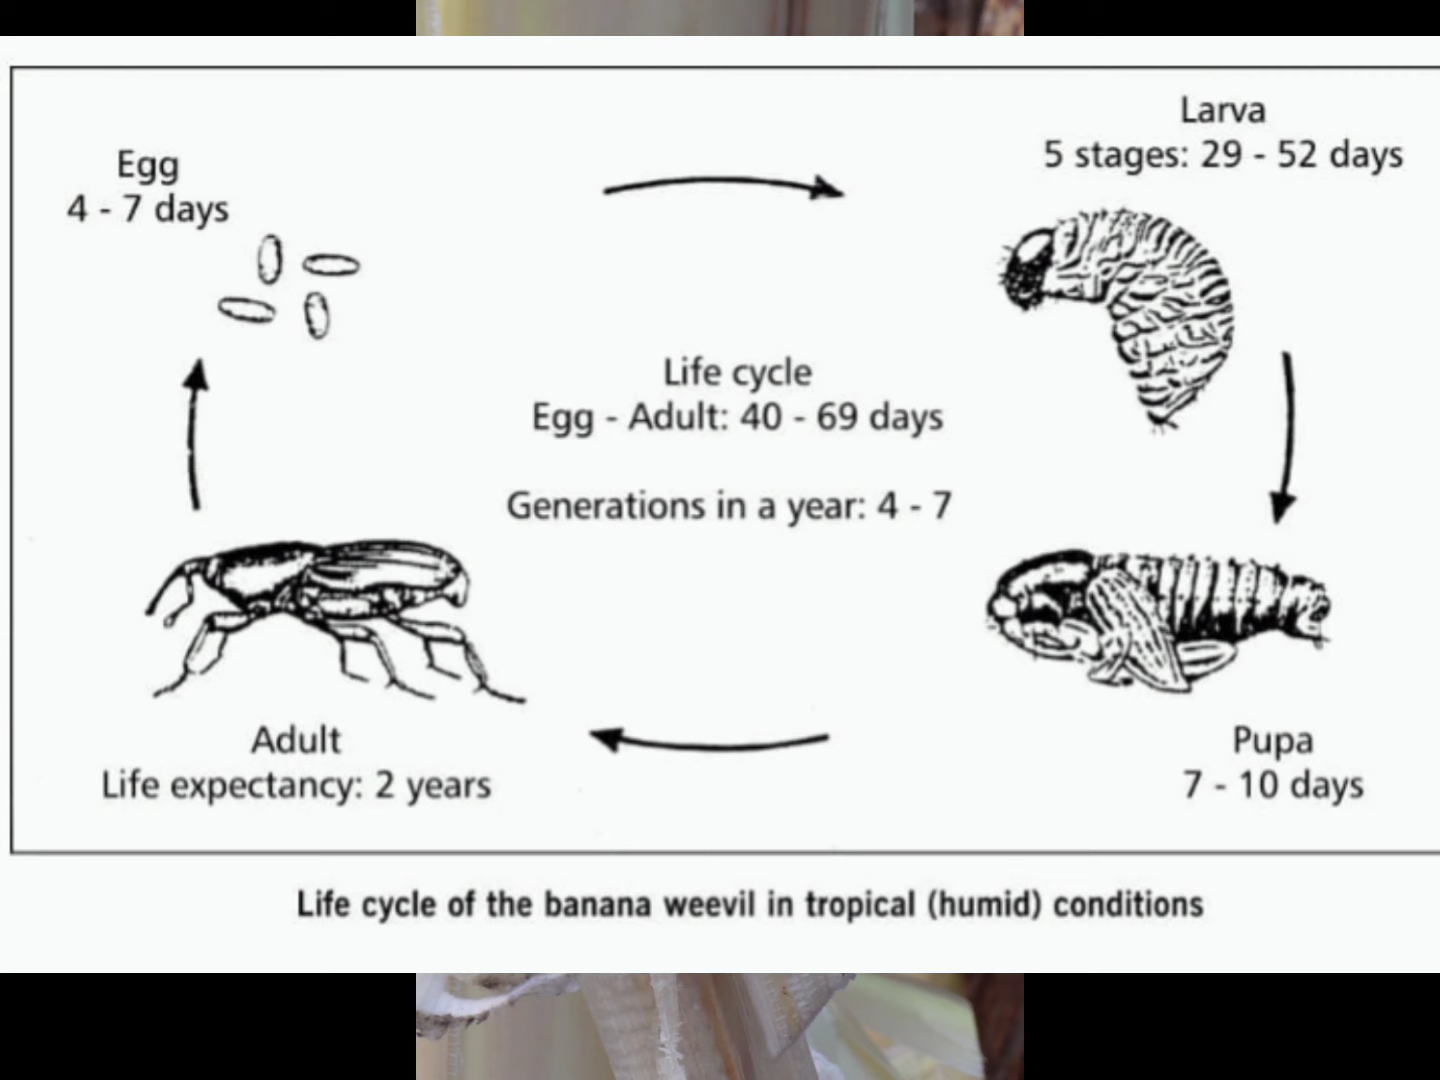 Larva
5 stages: 29 - 52 days
Egg
4 - 7 days
Life cycle
Egg - Adult: 40 - 69 days
Generations in a year: 4 - 7
Adult
Life expectancy: 2 years
Pupa
7 - 10 days
Life cycle of the banana weevil in tropical (humid) conditions